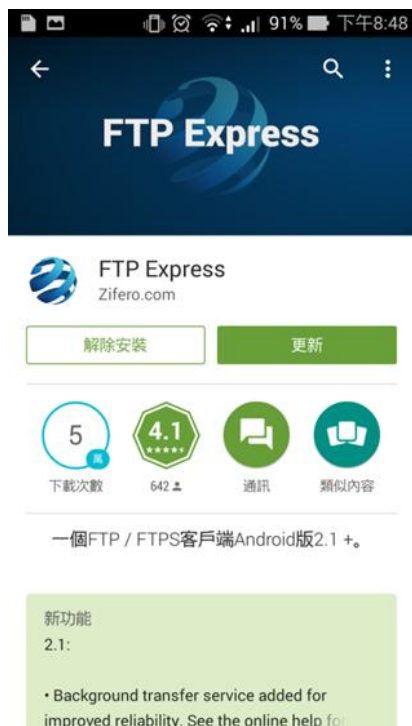 91% 下午8:48
FTP Express
FTP Express
Zifero.com
解除安裝 更新
5 萬 4.1
下載次數 642 通訊 類似內容
一個FTP / FTPS客戶端Android版2.1 +。
新功能
2.1:
• Background transfer service added for
improved reliability. See the online help for